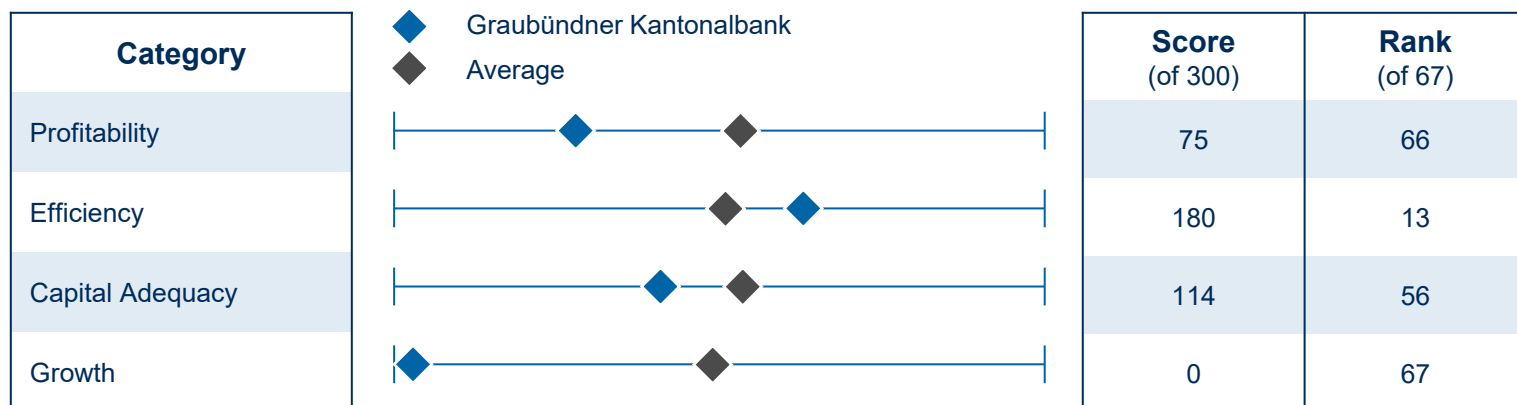 Category
Graubündner Kantonalbank
Average
Score
(of 300)
Rank
(of 67)
Profitability
75
66
Efficiency
180
13
Capital Adequacy
114
56
Growth
0
67